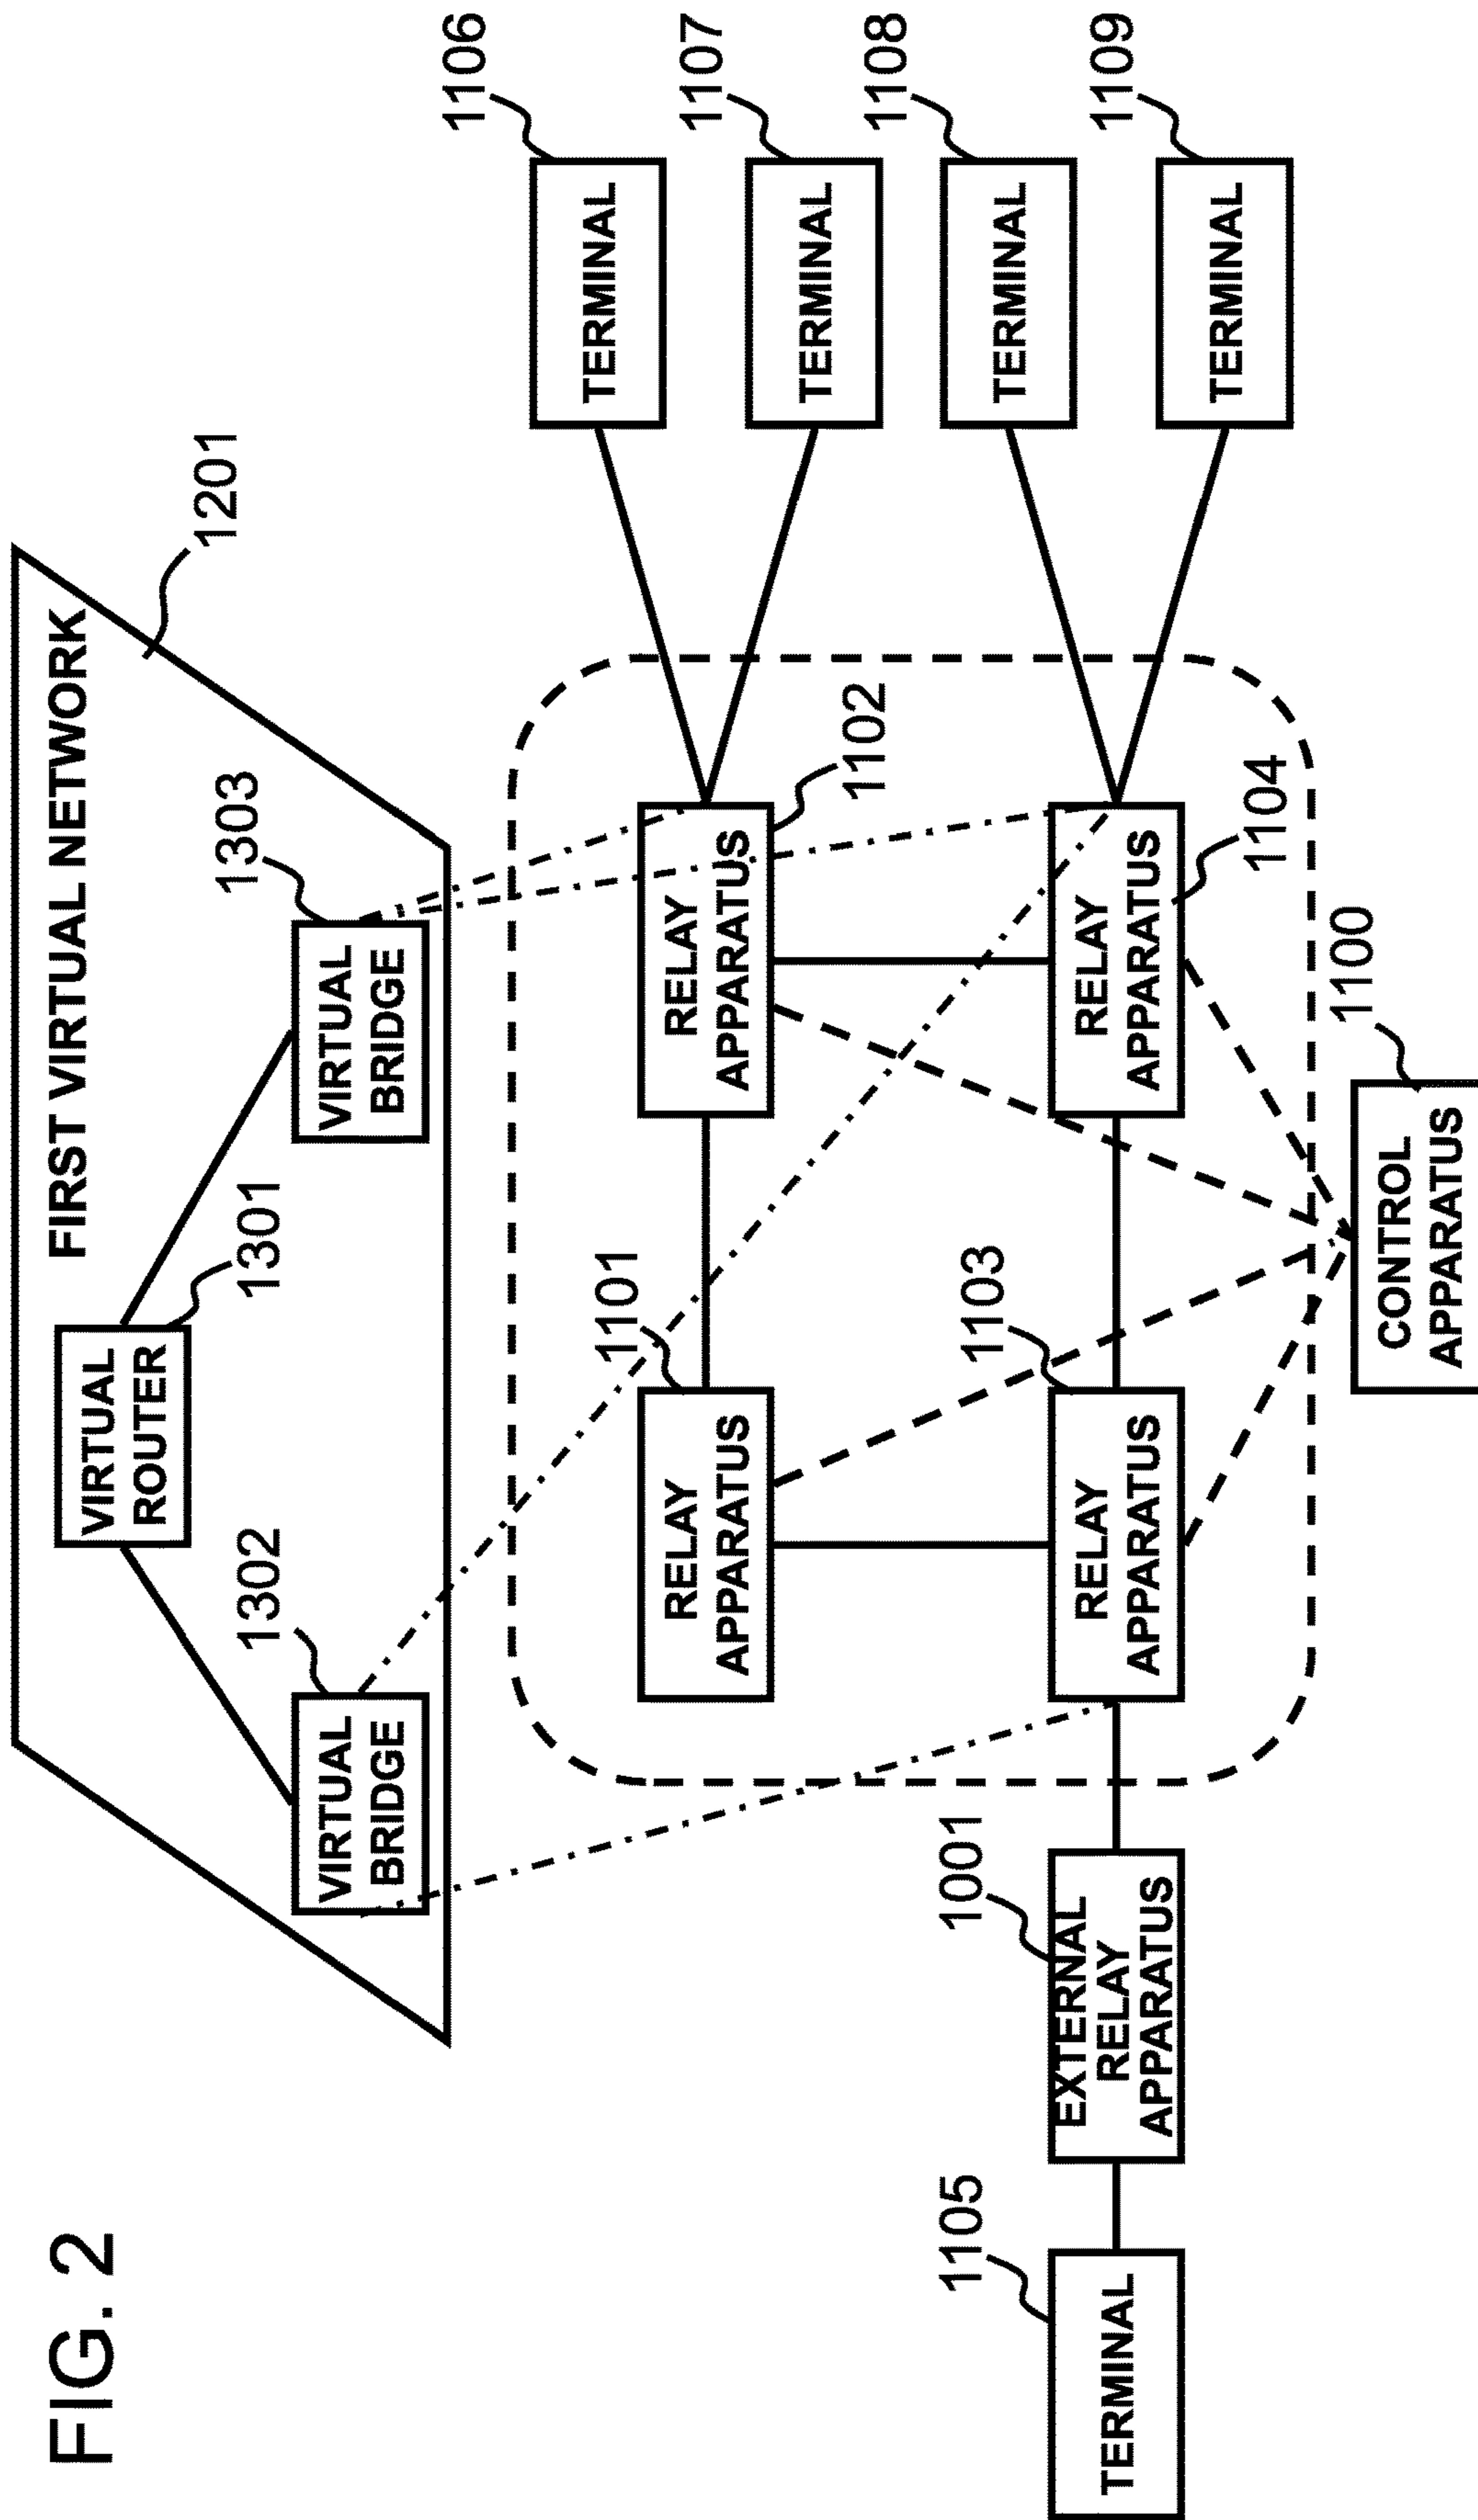 FIG. 2
FIRST VIRTUAL NETWORK
1201
VIRTUAL
ROUTER
1301
VIRTUAL
BRIDGE
1302
VIRTUAL
BRIDGE
1303
RELAY
APPARATUS
1101
RELAY
APPARATUS
1102
TERMINAL
1106
TERMINAL
1107
TERMINAL
1105
EXTERNAL
RELAY
APPARATUS
1001
RELAY
APPARATUS
1103
RELAY
APPARATUS
1104
TERMINAL
1108
TERMINAL
1109
CONTROL
APPARATUS
1100